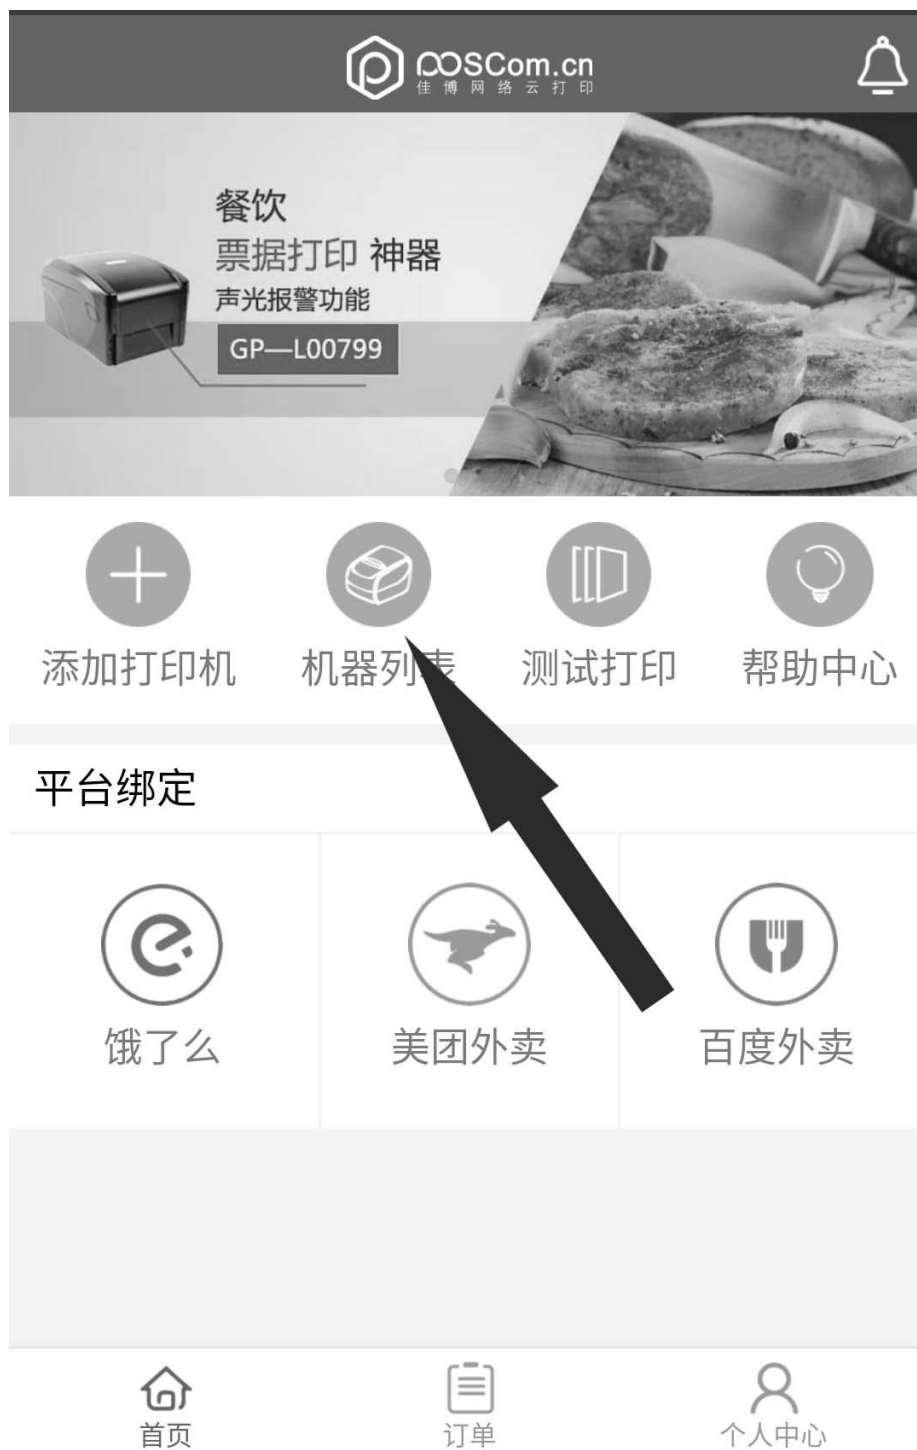 poscom.cn
佳博网络云打印
餐饮
票据打印 神器
声光报警功能
GP—L00799
添加打印机 机器列表 测试打印 帮助中心
平台绑定
饿了么 美团外卖 百度外卖
首页 订单 个人中心